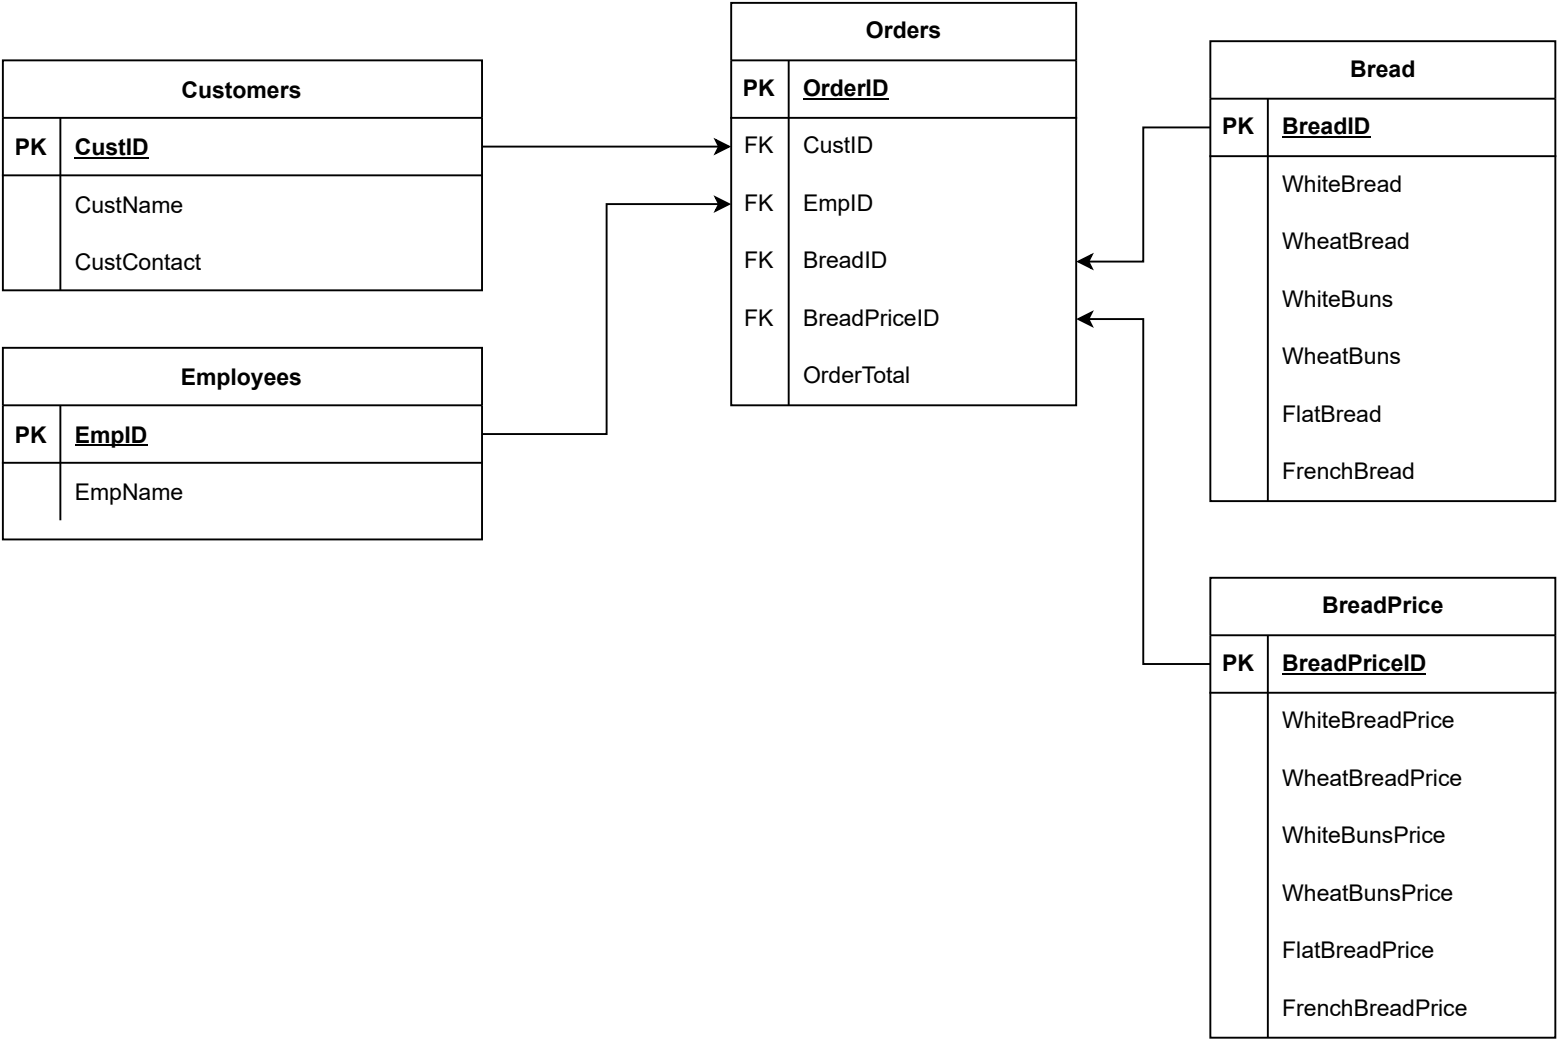 Customers
PK CustID
CustName
CustContact
Employees
PK EmpID
EmpName
Orders
PK OrderID
FK CustID
FK EmpID
FK BreadID
FK BreadPriceID
OrderTotal
Bread
PK BreadID
WhiteBread
WheatBread
WhiteBuns
WheatBuns
FlatBread
FrenchBread
BreadPrice
PK BreadPriceID
WhiteBreadPrice
WheatBreadPrice
WhiteBunsPrice
WheatBunsPrice
FlatBreadPrice
FrenchBreadPrice